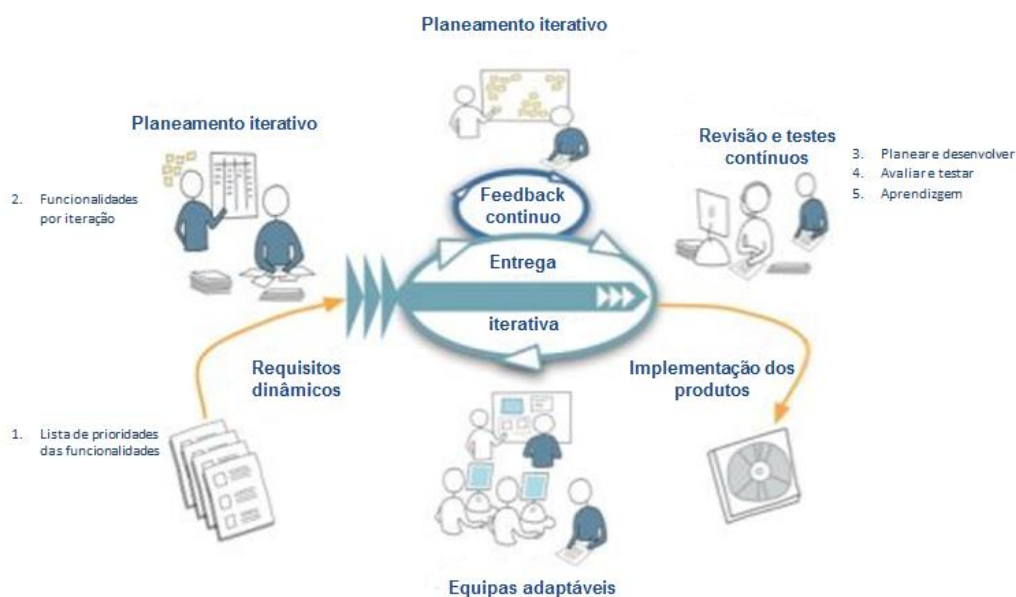 Planeamento iterativo
Planeamento iterativo
2. Funcionalidades
por iteração
Revisão e testes
contínuos
3. Planear e desenvolver
4. Avaliar e testar
5. Aprendizgem
Feedback
continuo
Entrega
iterativa
Requisitos
dinâmicos
Implementação dos
produtos
1. Lista de prioridades
das funcionalidades
Equipas adaptáveis